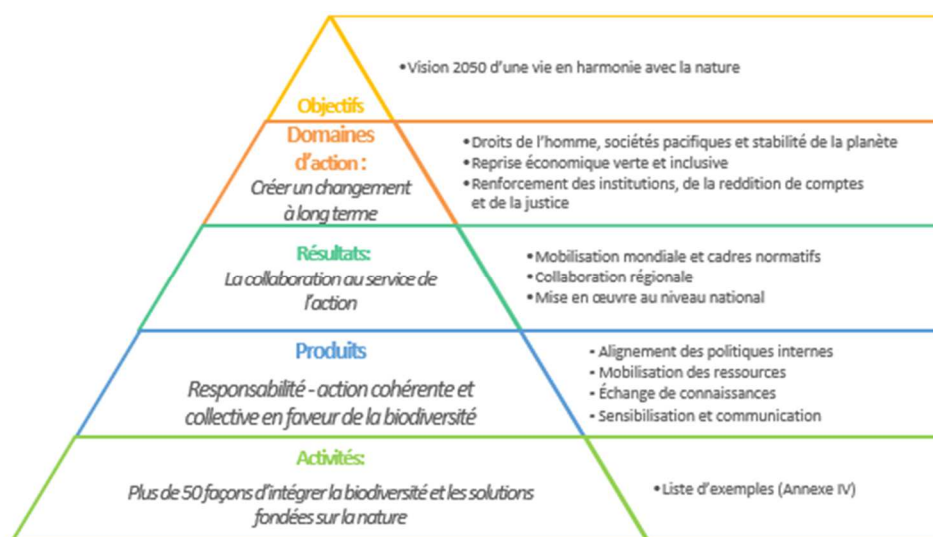 • Vision 2050 d'une vie en harmonie avec la nature
Objectifs
Domaines
d'action :
Créer un changement
à long terme
• Droits de l'homme, sociétés pacifiques et stabilité de la planète
• Reprise économique verte et inclusive
• Renforcement des institutions, de la reddition de comptes
et de la justice
Résultats:
La collaboration au service de
l'action
• Mobilisation mondiale et cadres normatifs
• Collaboration régionale
• Mise en œuvre au niveau national
Produits
Responsabilité - action cohérente et
collective en faveur de la biodiversité
- Alignement des politiques internes
- Mobilisation des ressources
- Échange de connaissances
- Sensibilisation et communication
Activités:
Plus de 50 façons d'intégrer la biodiversité et les solutions
fondées sur la nature
• Liste d'exemples (Annexe IV)